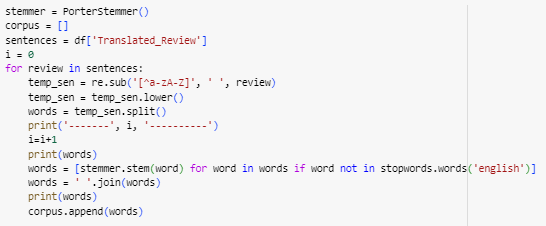 stemmer = PorterStemmer()
corpus = []
sentences = df['Translated_Review']
i = 0
for review in sentences:
    temp_sen = re.sub('[^a-zA-Z]', ' ', review)
    temp_sen = temp_sen.lower()
    words = temp_sen.split()
    print('-------', i, '----------')
    i=i+1
    print(words)
    words = [stemmer.stem(word) for word in words if word not in stopwords.words('english')]
    words = ' '.join(words)
    print(words)
    corpus.append(words)